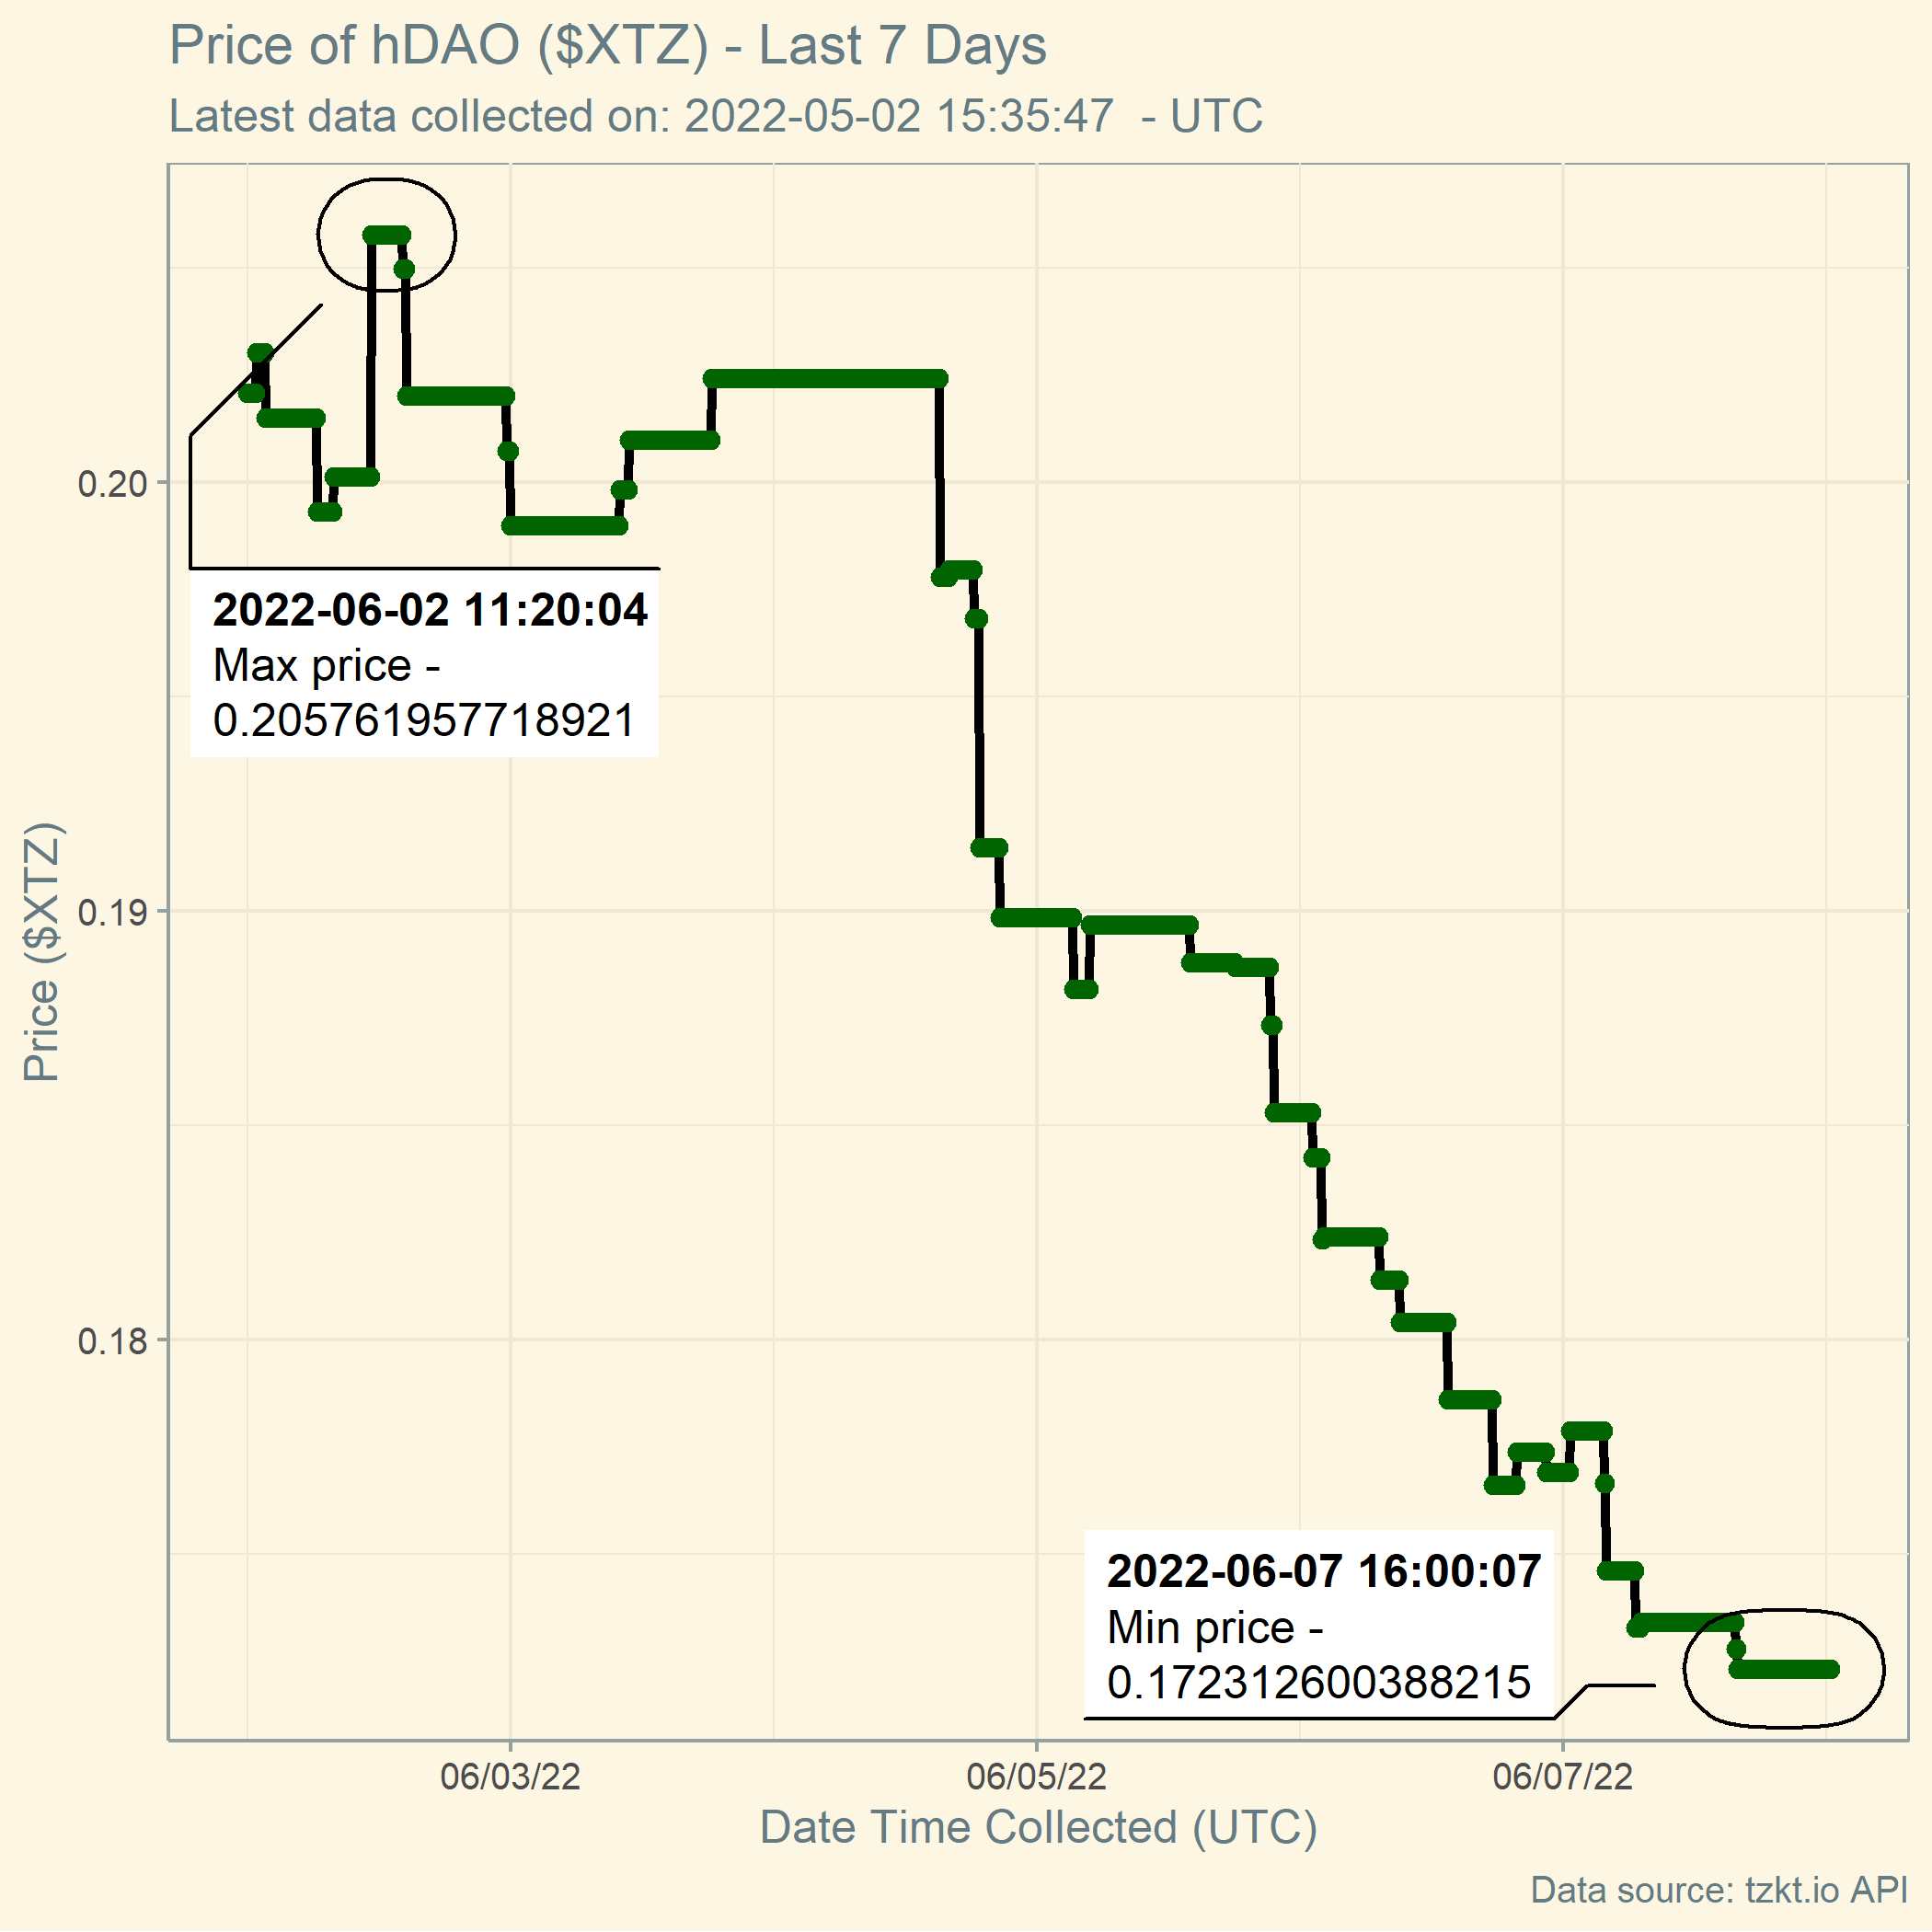 Price of hDAO ($XTZ) - Last 7 Days
Latest data collected on: 2022-05-02 15:35:47  - UTC
Price ($XTZ)
0.20
0.19
0.18
2022-06-02 11:20:04
Max price -
0.205761957718921
2022-06-07 16:00:07
Min price -
0.172312600388215
06/03/22
06/05/22
06/07/22
Date Time Collected (UTC)
Data source: tzkt.io API